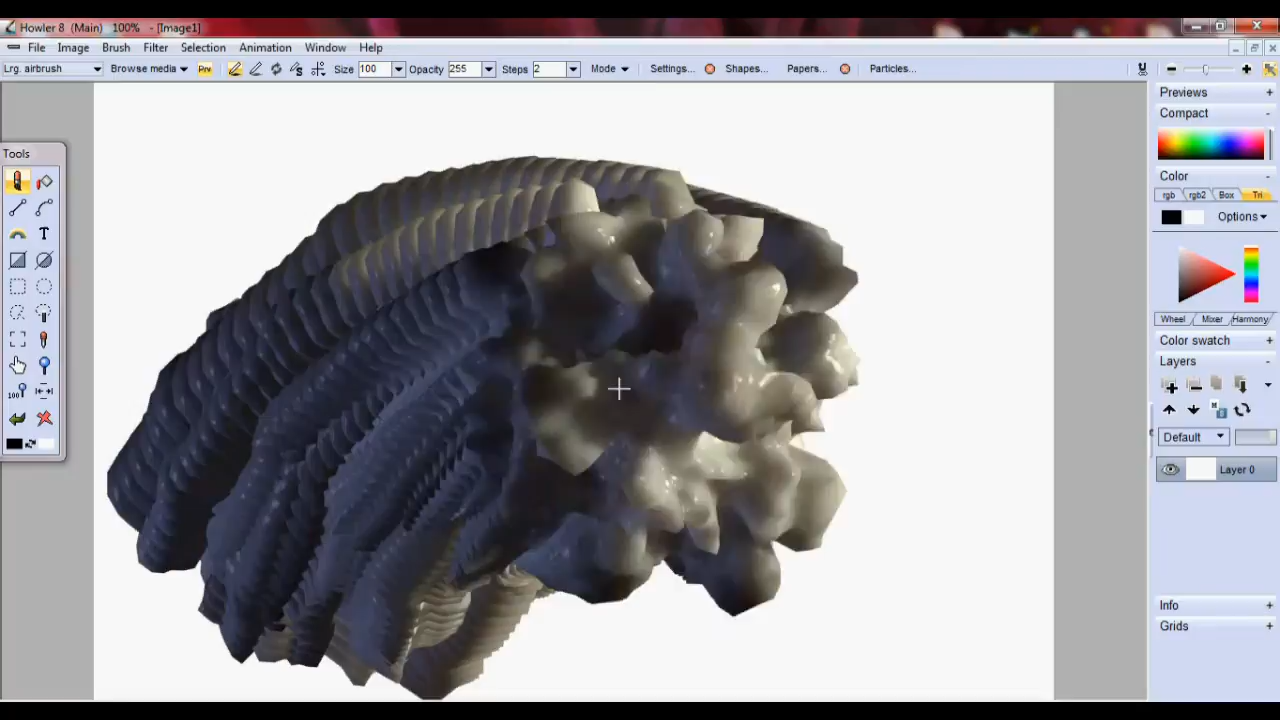 Howler 8 (Main) 100% - [Image1]
File Image Brush Filter Selection Animation Window Help
Lrg. airbrush Browse media Prv Size 100 Opacity 255 Steps 2 Mode Settings... Shapes... Papers... Particles...
Tools
T
100
Previews +
Compact -
Color -
rgb rgb2 Box Tri
Options
Wheel Mixer Harmony
Color swatch +
Layers -
Default
Layer 0
Info +
Grids +